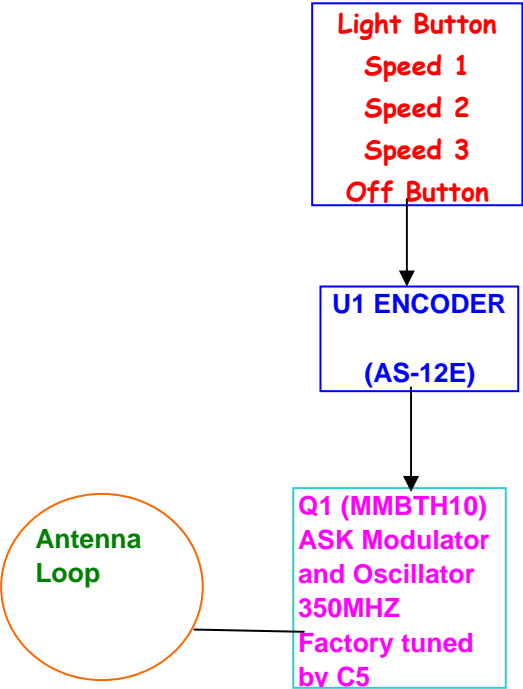 Light Button
Speed 1
Speed 2
Speed 3
Off Button
U1 ENCODER
(AS-12E)
Antenna
Loop
Q1 (MMBTH10)
ASK Modulator
and Oscillator
350MHZ
Factory tuned
by C5